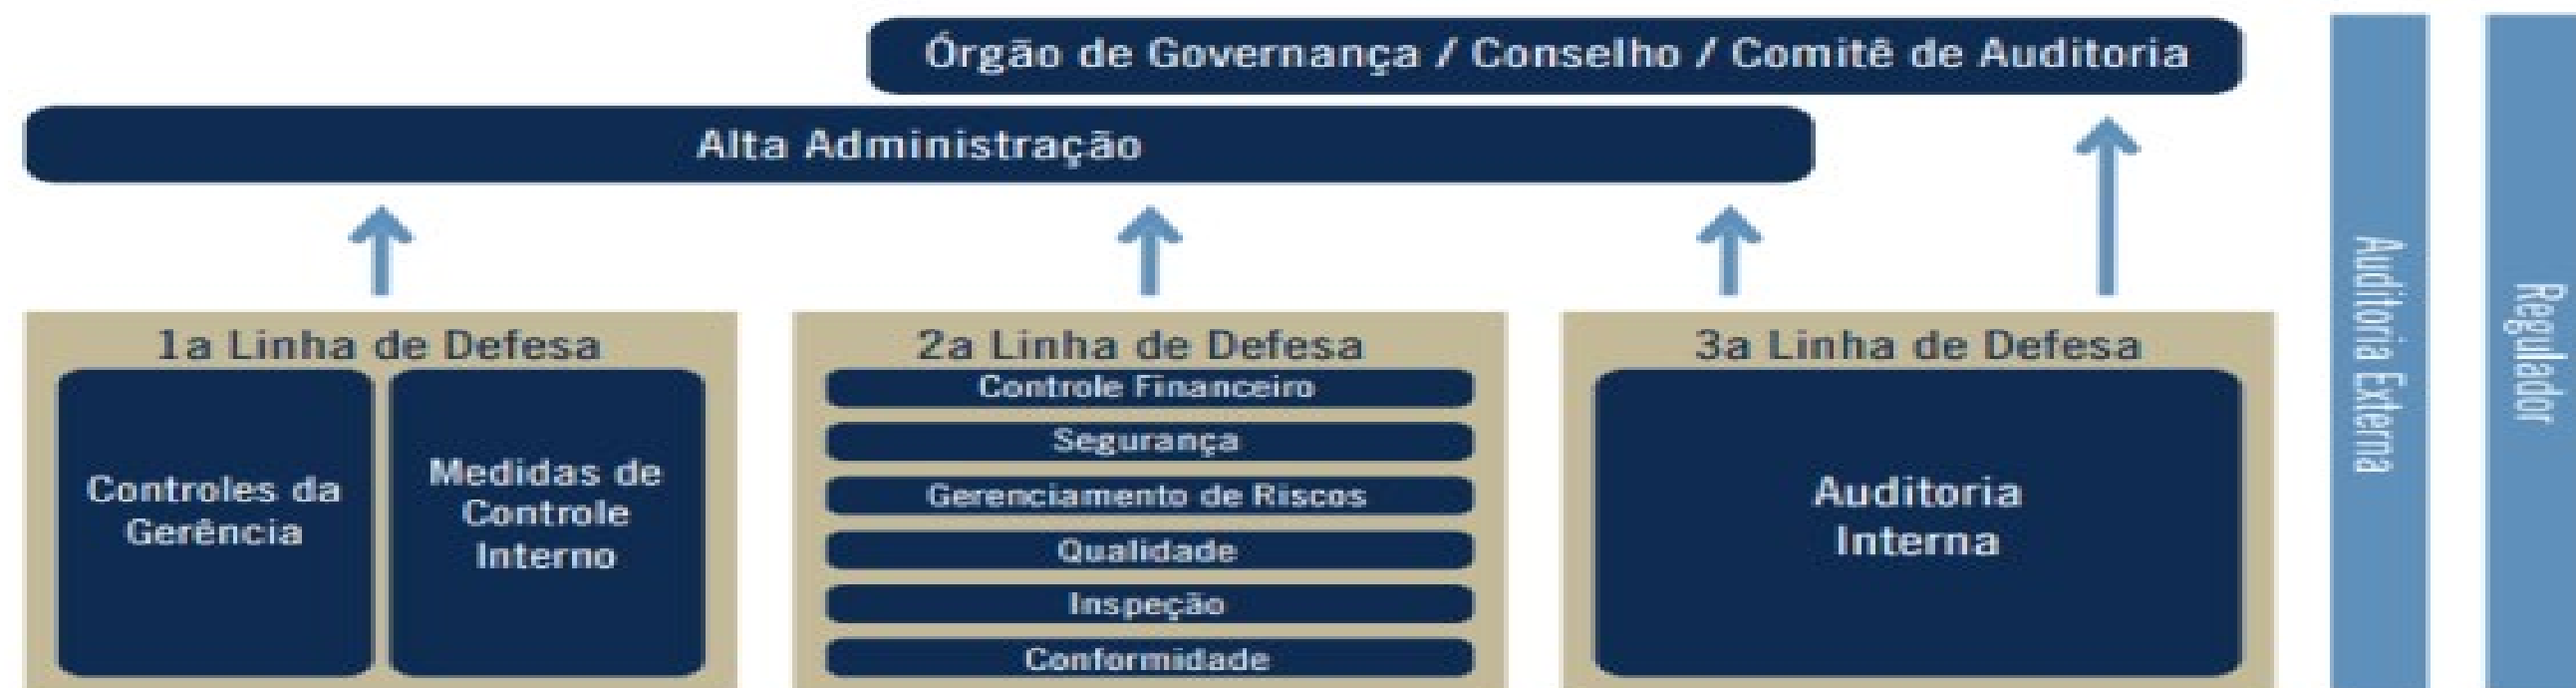 Órgão de Governança / Conselho / Comitê de Auditoria
Alta Administração
1a Linha de Defesa
Controles da
Gerência
Medidas de
Controle
Interno
2a Linha de Defesa
Controle Financeiro
Segurança
Gerenciamento de Riscos
Qualidade
Inspeção
Conformidade
3a Linha de Defesa
Auditoria
Interna
Auditoria Externa
Regulador